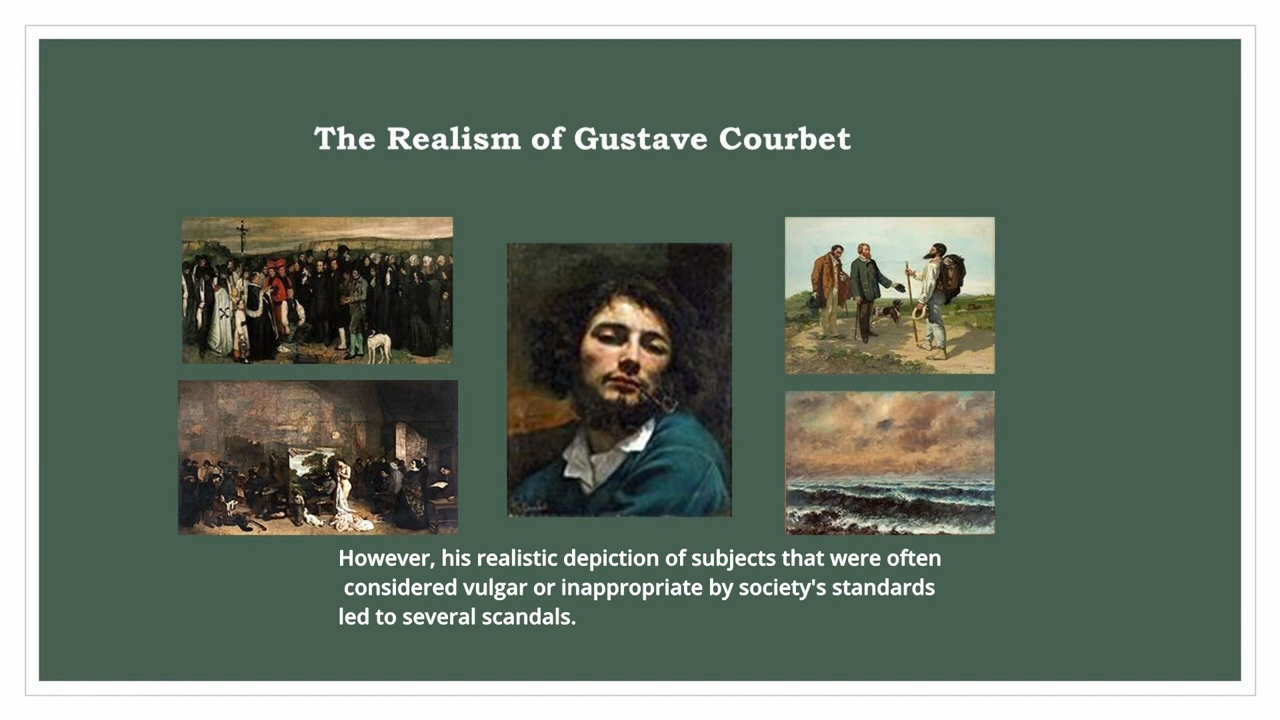 The Realism of Gustave Courbet
However, his realistic depiction of subjects that were often
considered vulgar or inappropriate by society's standards
led to several scandals.